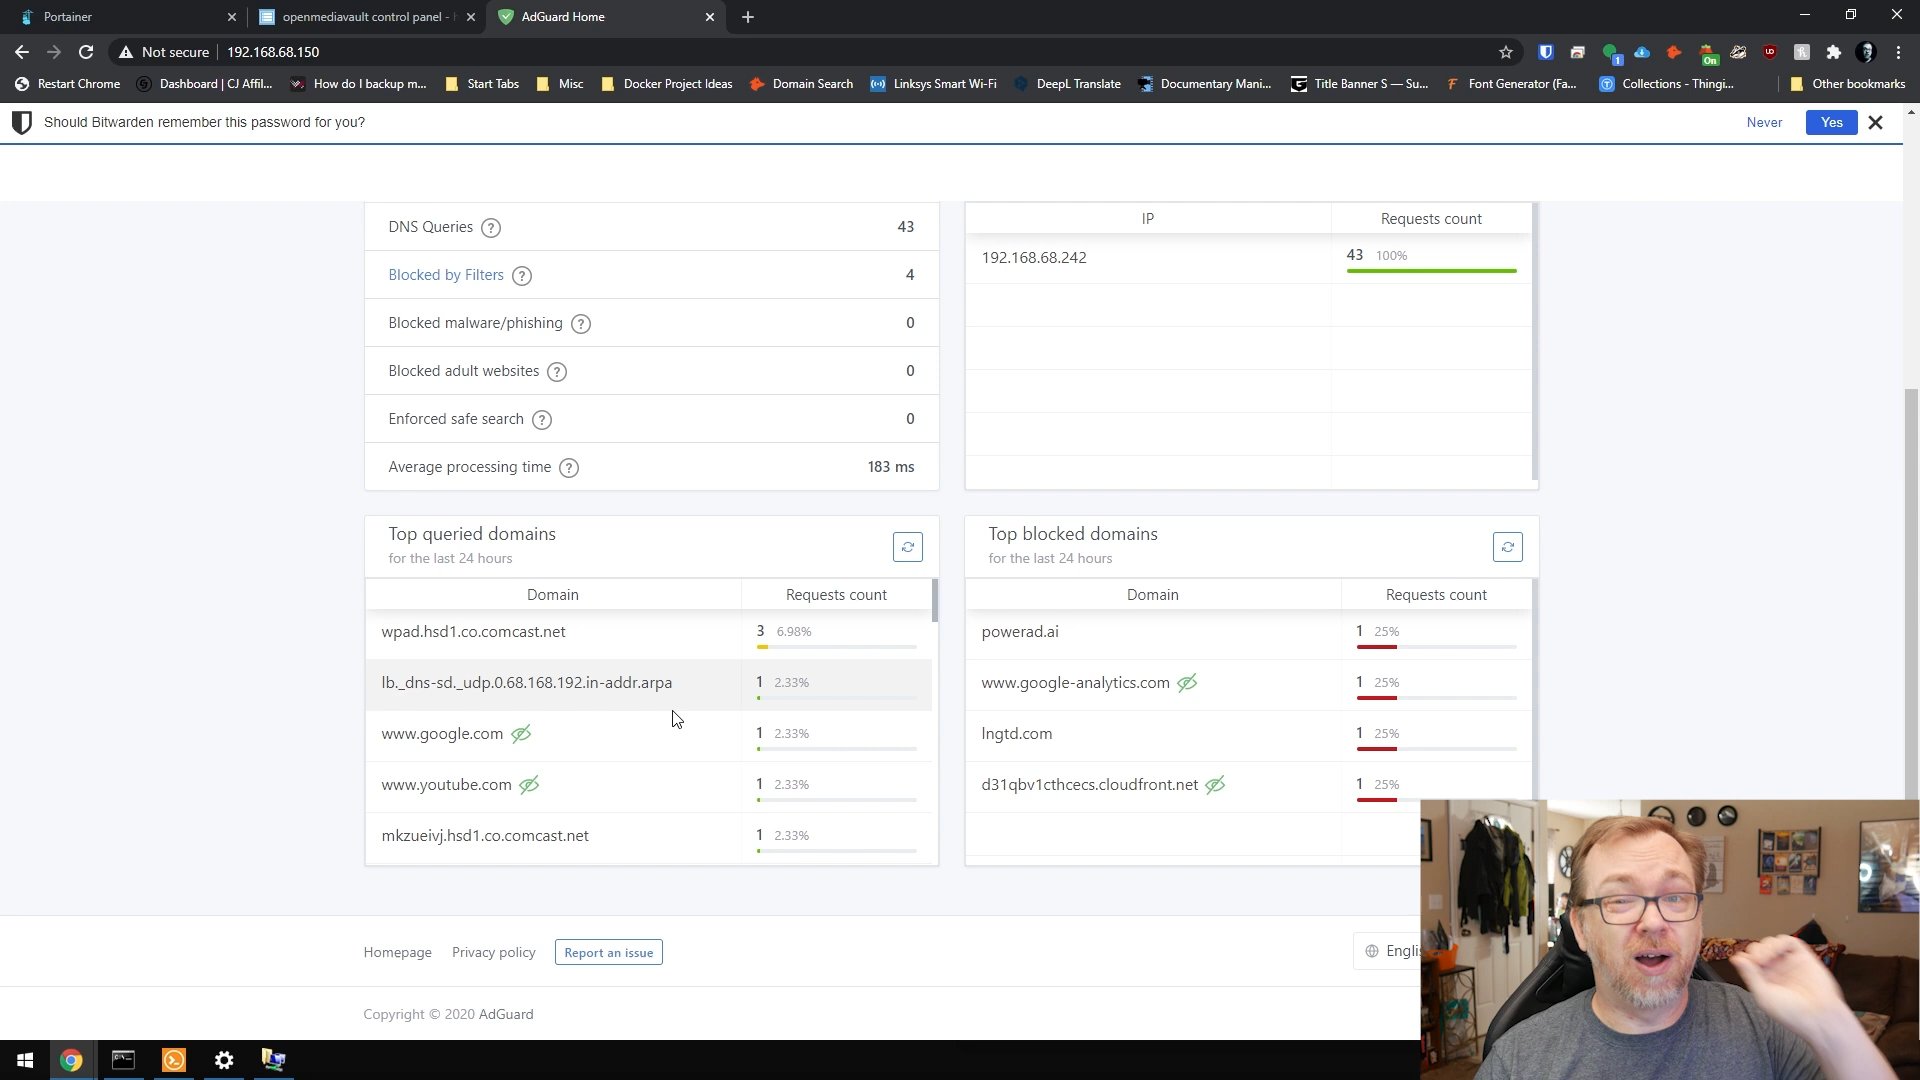 Portainer
openmediavault control panel - h
AdGuard Home
Not secure
192.168.68.150
1
On
Restart Chrome
Dashboard | CJ Affil...
How do I backup m...
Start Tabs
Misc
Docker Project Ideas
Domain Search
Linksys Smart Wi-Fi
DeepL Translate
Documentary Mani...
Title Banner S — Su...
Font Generator (Fa...
Collections - Thingi...
Other bookmarks
Should Bitwarden remember this password for you?
Never
Yes
DNS Queries ? 43
Blocked by Filters ? 4
Blocked malware/phishing ? 0
Blocked adult websites ? 0
Enforced safe search ? 0
Average processing time ? 183 ms
IP Requests count
192.168.68.242 43 100%
Top queried domains
for the last 24 hours
Domain Requests count
wpad.hsd1.co.comcast.net 3 6.98%
lb._dns-sd._udp.0.68.168.192.in-addr.arpa 1 2.33%
www.google.com 1 2.33%
www.youtube.com 1 2.33%
mkzueivj.hsd1.co.comcast.net 1 2.33%
Top blocked domains
for the last 24 hours
Domain Requests count
powerad.ai 1 25%
www.google-analytics.com 1 25%
lngtd.com 1 25%
d31qbv1cthcecs.cloudfront.net 1 25%
Homepage Privacy policy Report an issue
Englis
Copyright © 2020 AdGuard